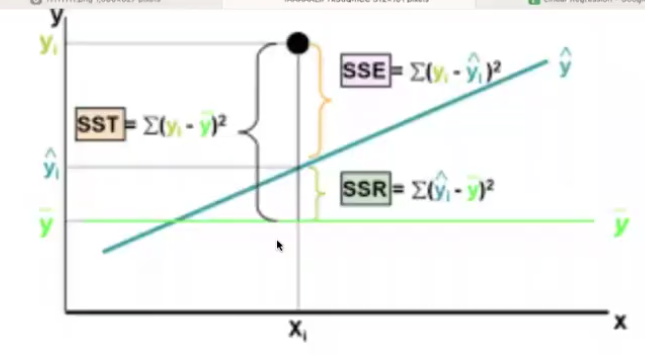 y
yᵢ
SSE = Σ(yᵢ - ŷᵢ)²
ŷ
SST = Σ(yᵢ - ȳ)²
ŷᵢ
SSR = Σ(ŷᵢ - ȳ)²
ȳ
ȳ
x
Xᵢ